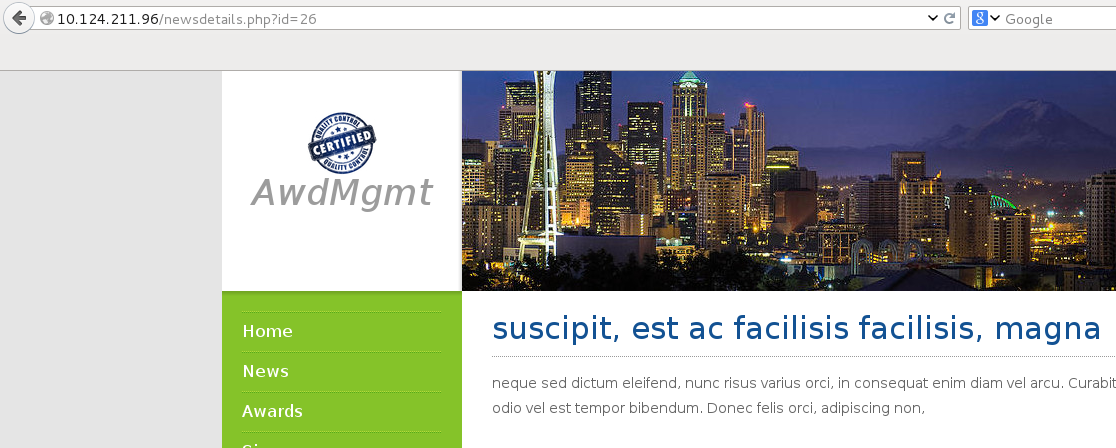 10.124.211.96/newsdetails.php?id=26
Google
QUALITY CONTROL
CERTIFIED
QUALITY CONTROL
AwdMgmt
Home
News
Awards
suscipit, est ac facilisis facilisis, magna
neque sed dictum eleifend, nunc risus varius orci, in consequat enim diam vel arcu. Curabit
odio vel est tempor bibendum. Donec felis orci, adipiscing non,